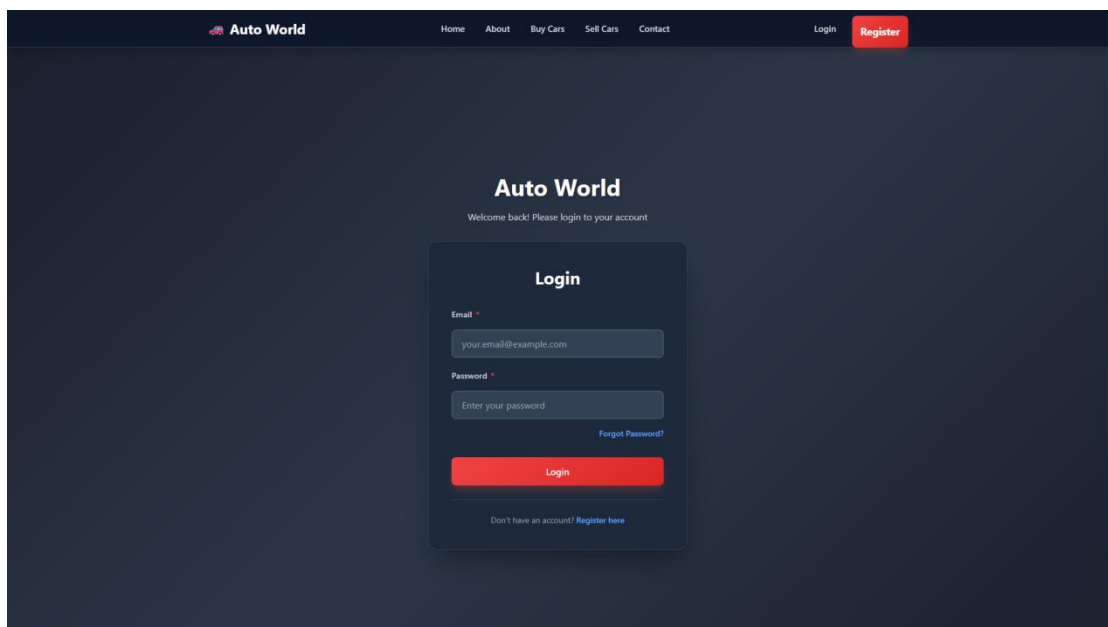 Auto World
Home About Buy Cars Sell Cars Contact
Login Register
Auto World
Welcome back! Please login to your account
Login
Email *
your.email@example.com
Password *
Enter your password
Forgot Password?
Login
Don't have an account? Register here